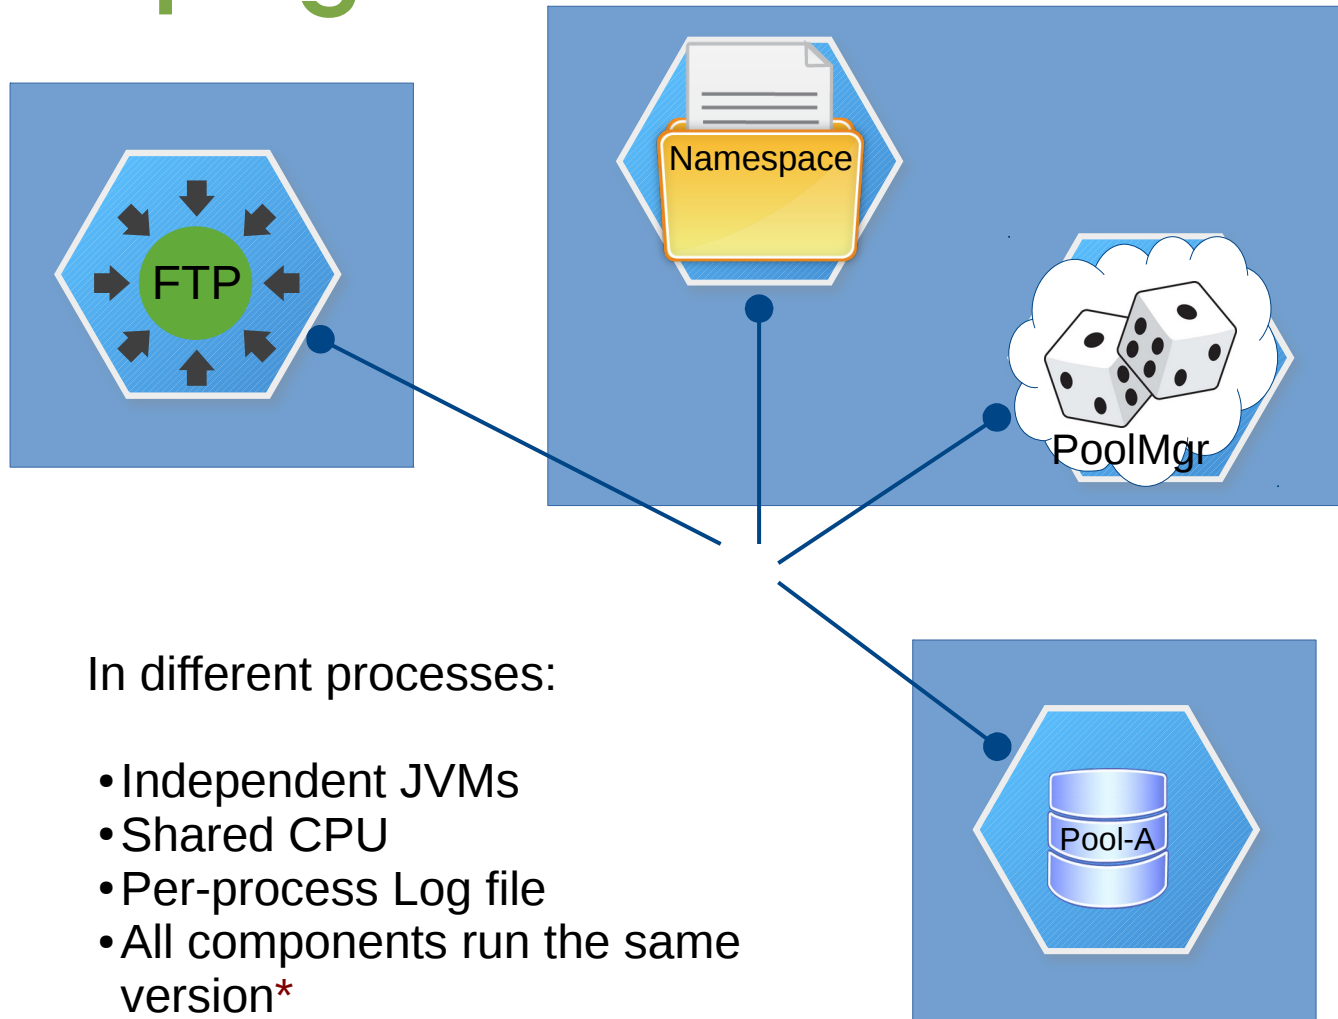 Namespace
FTP
PoolMgr
In different processes:
•Independent JVMs
•Shared CPU
Pool-A
•Per-process Log file
•All components run the same
version*